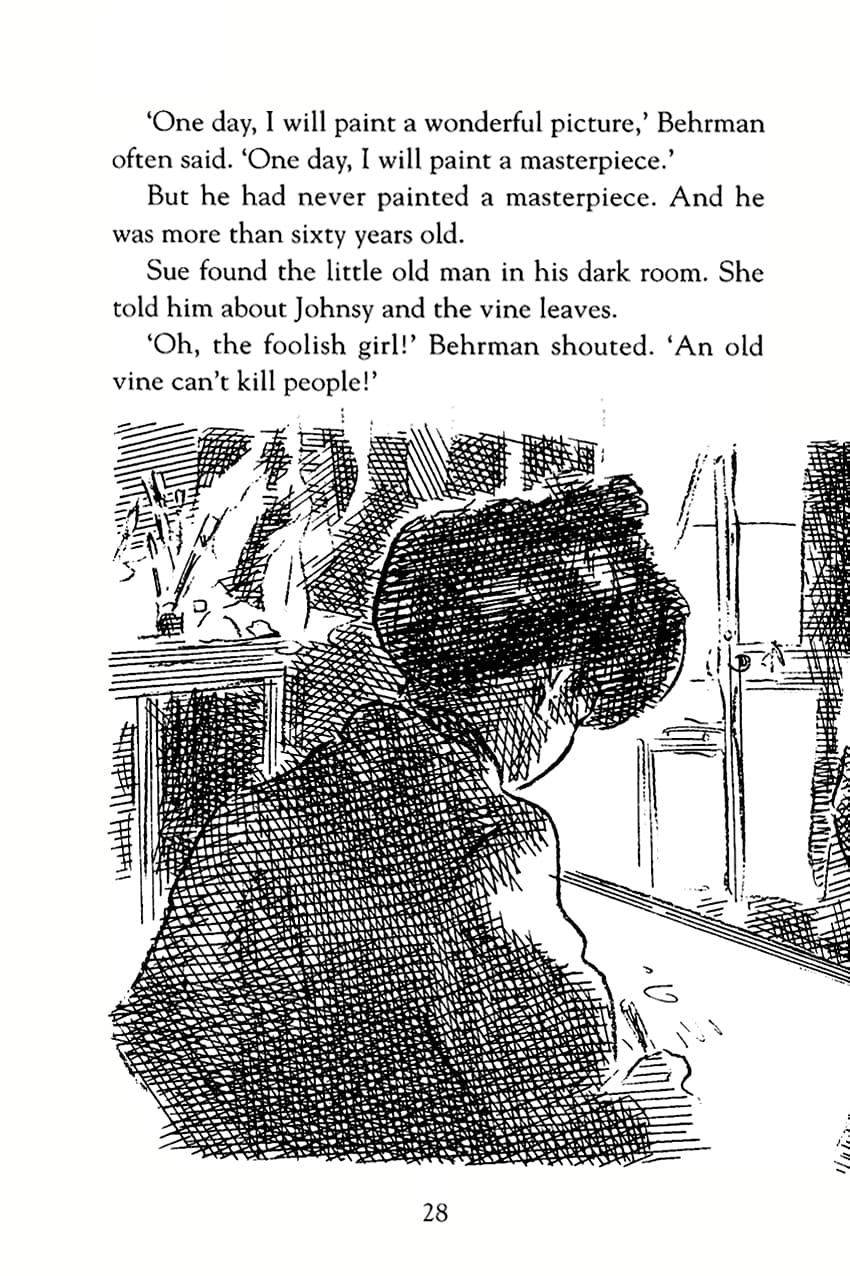 ‘One day, I will paint a wonderful picture,’ Behrman
often said. ‘One day, I will paint a masterpiece.’
But he had never painted a masterpiece. And he
was more than sixty years old.
Sue found the little old man in his dark room. She
told him about Johnsy and the vine leaves.
‘Oh, the foolish girl!’ Behrman shouted. ‘An old
vine can’t kill people!’
28